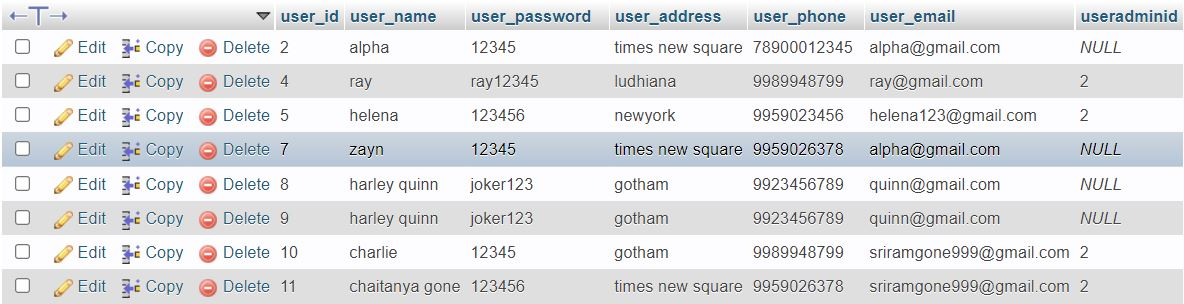 ←T→ user_id user_name user_password user_address user_phone user_email useradminid
Edit Copy Delete 2 alpha 12345 times new square 78900012345 alpha@gmail.com NULL
Edit Copy Delete 4 ray ray12345 ludhiana 9989948799 ray@gmail.com 2
Edit Copy Delete 5 helena 123456 newyork 9959023456 helena123@gmail.com 2
Edit Copy Delete 7 zayn 12345 times new square 9959026378 alpha@gmail.com NULL
Edit Copy Delete 8 harley quinn joker123 gotham 9923456789 quinn@gmail.com NULL
Edit Copy Delete 9 harley quinn joker123 gotham 9923456789 quinn@gmail.com NULL
Edit Copy Delete 10 charlie 12345 gotham 9989948799 sriramgone999@gmail.com 2
Edit Copy Delete 11 chaitanya gone 123456 times new square 9959026378 sriramgone999@gmail.com 2